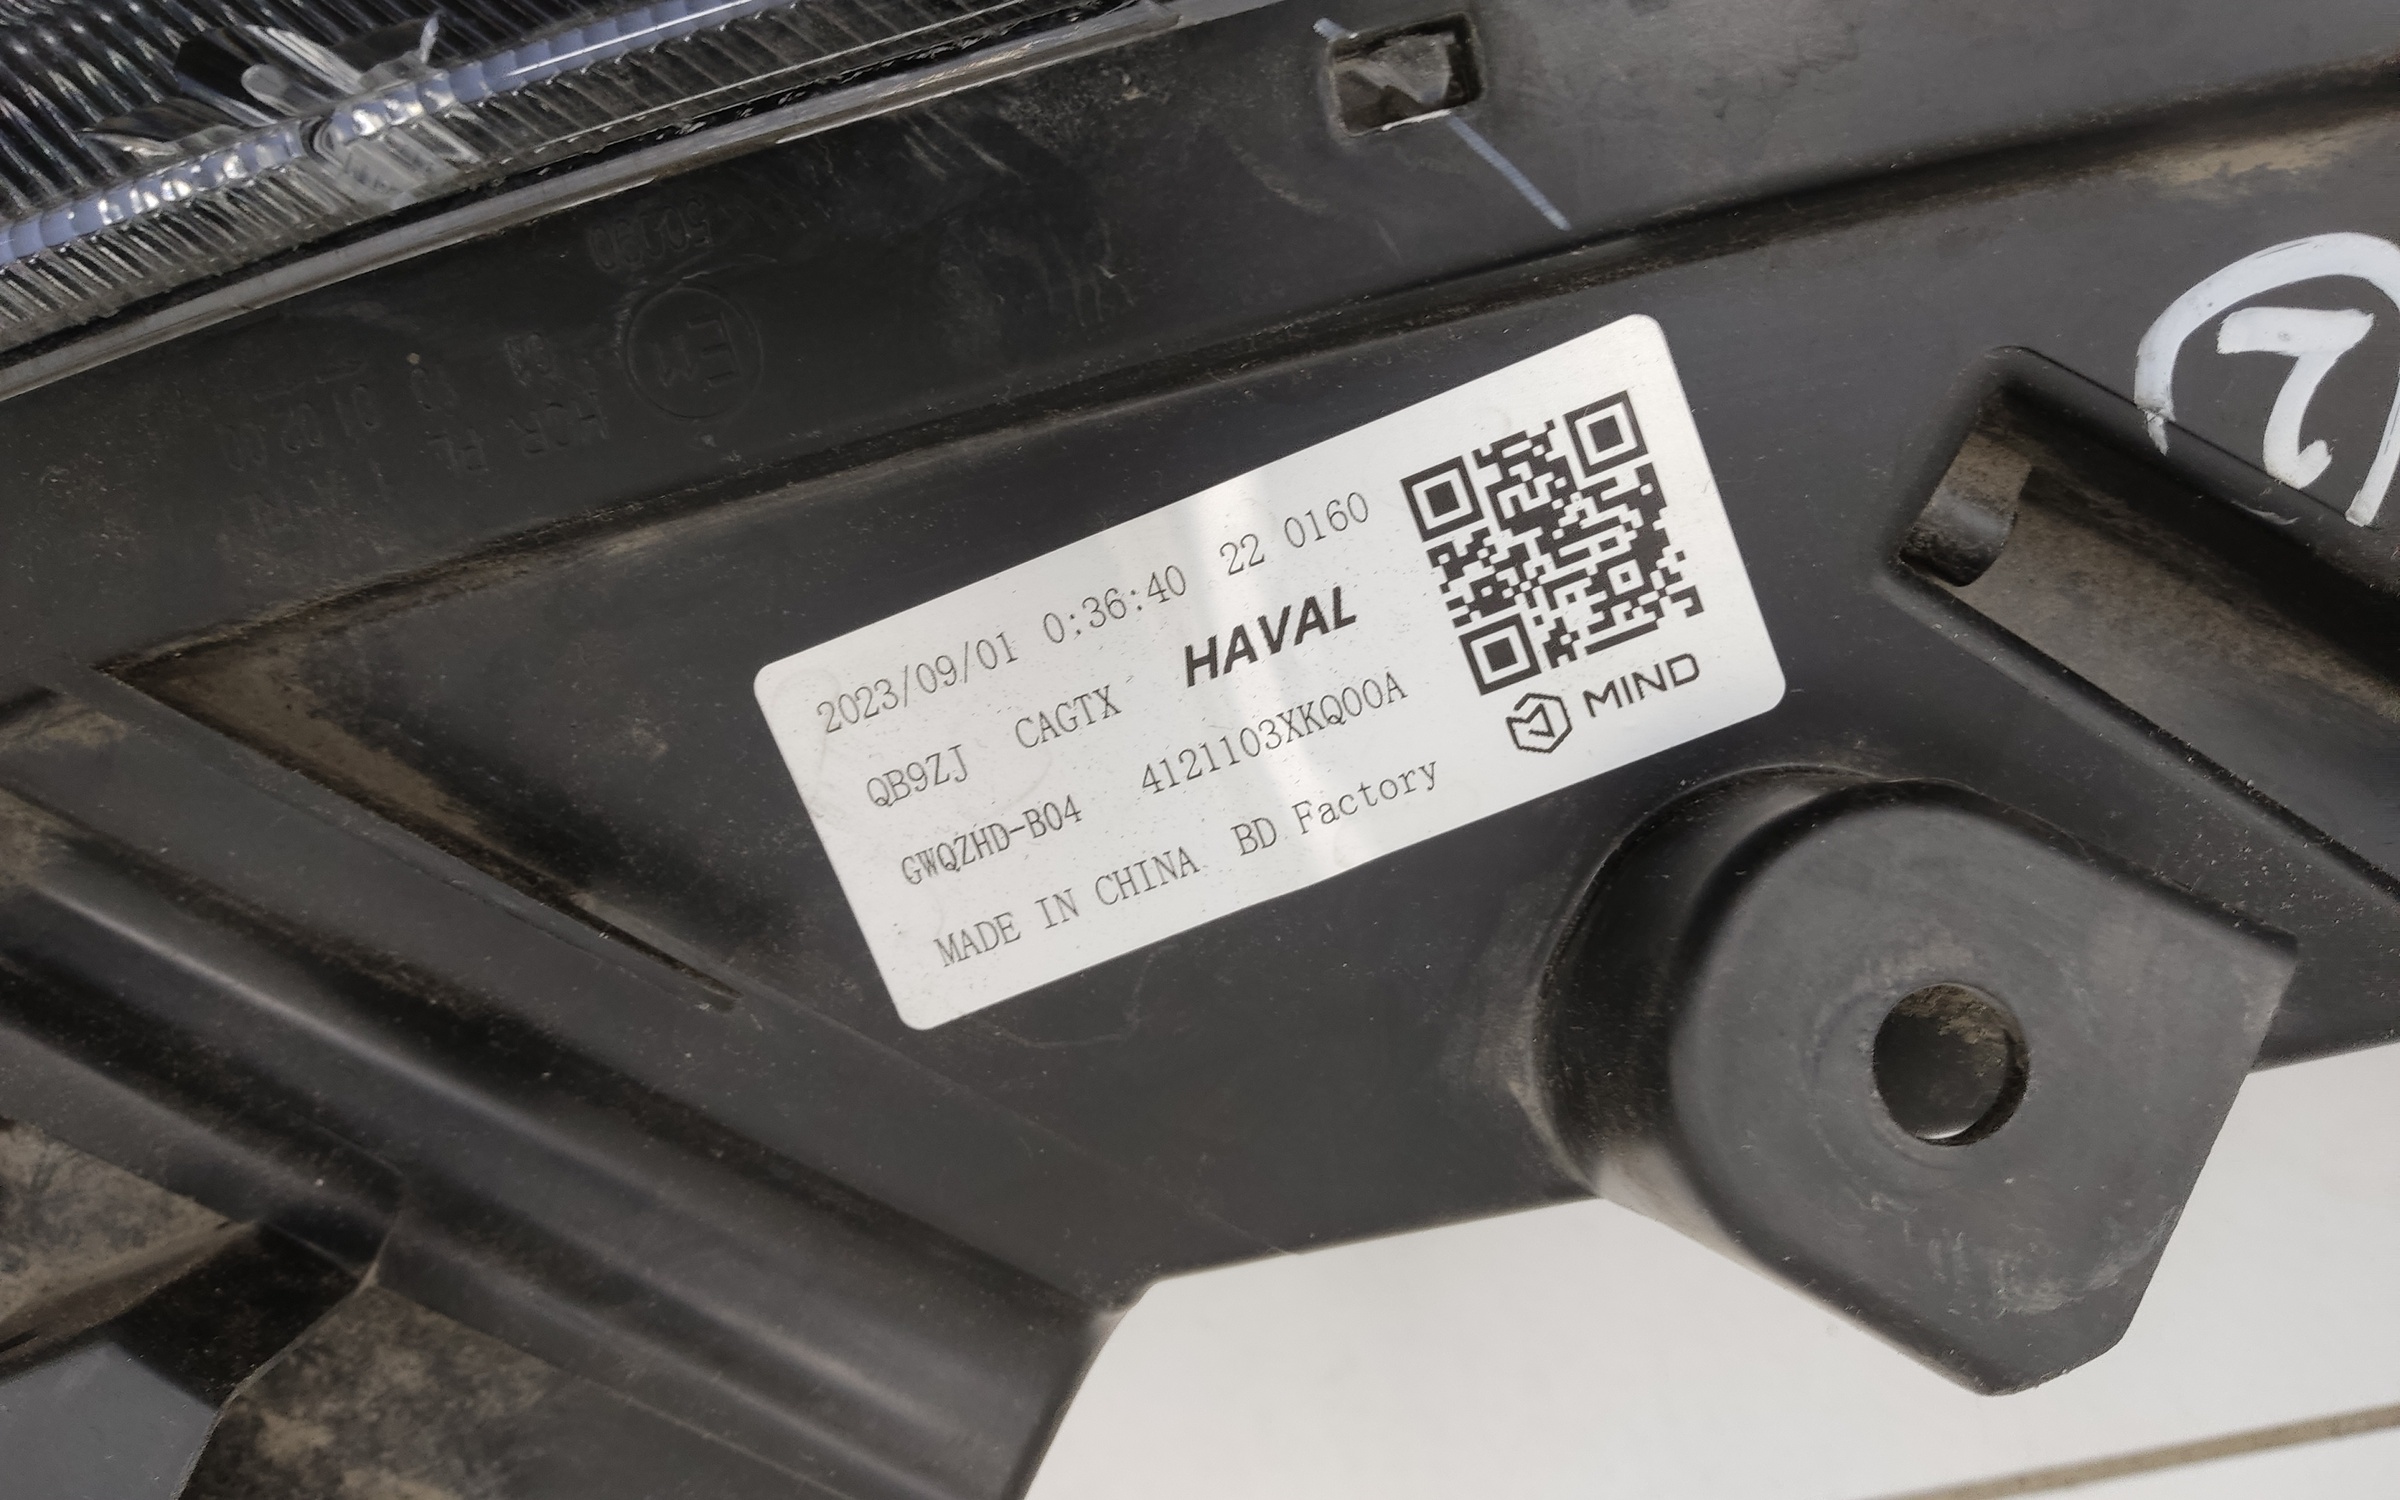 2023/09/01 0:36:40 22 0160
QB9ZJ CAGTX HAVAL
GWQZHD-B04 4121103XKQ00A
MADE IN CHINA BD Factory
MIND